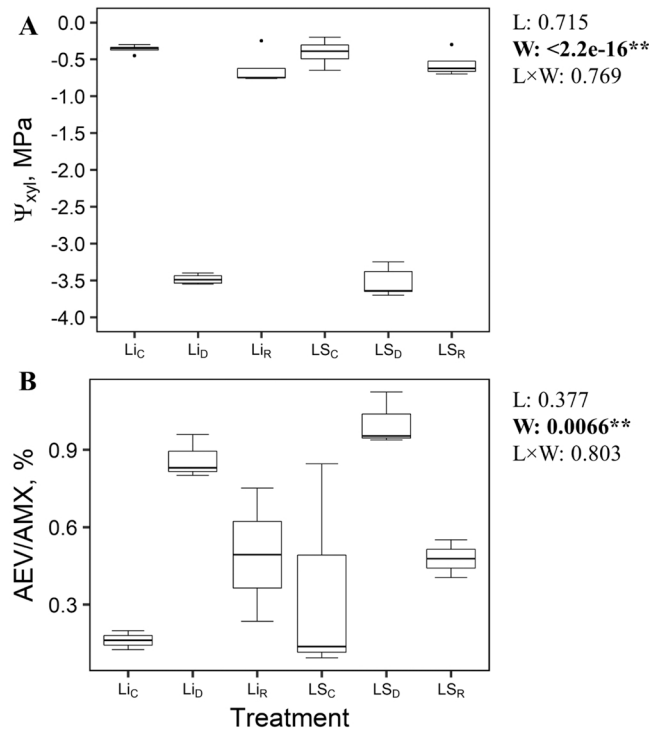 A
0.0
-0.5
-1.0
-1.5
-2.0
-2.5
-3.0
-3.5
-4.0
Ψxyl, MPa
LiC LiD LiR LSC LSD LSR
L: 0.715
W: <2.2e-16**
L×W: 0.769
B
0.9
0.6
0.3
AEV/AMX, %
LiC LiD LiR LSC LSD LSR
Treatment
L: 0.377
W: 0.0066**
L×W: 0.803